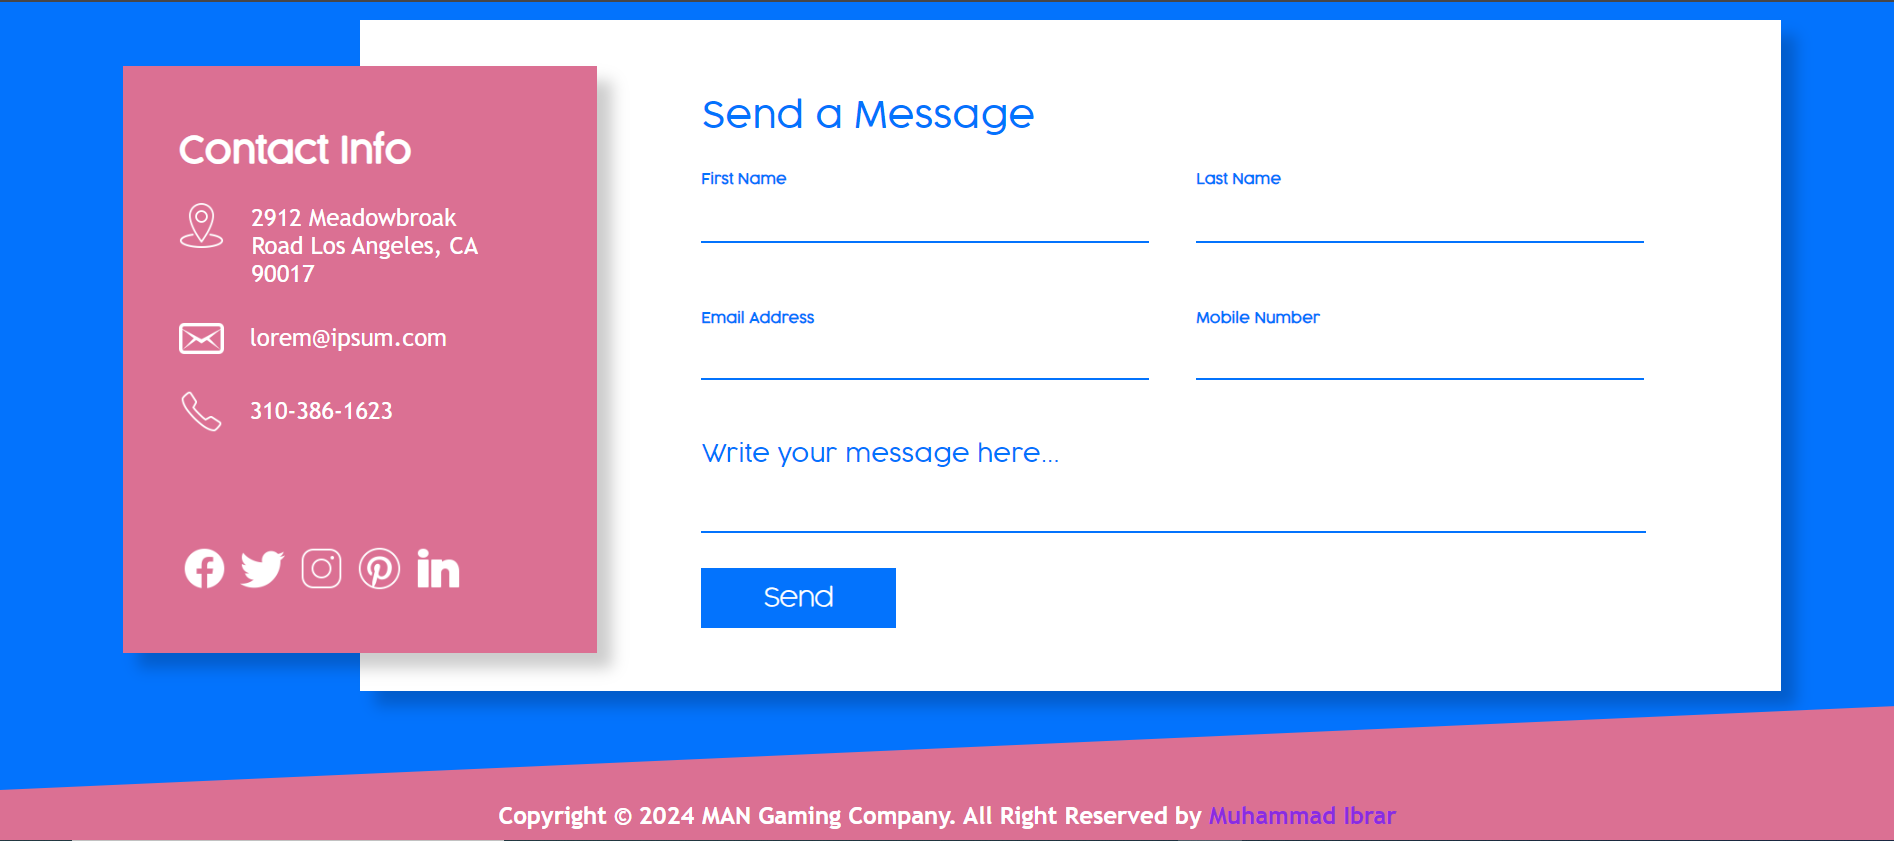 Contact Info
2912 Meadowbroak
Road Los Angeles, CA
90017
lorem@ipsum.com
310-386-1623
Send a Message
First Name
Last Name
Email Address
Mobile Number
Write your message here...
Send
Copyright © 2024 MAN Gaming Company. All Right Reserved by Muhammad Ibrar